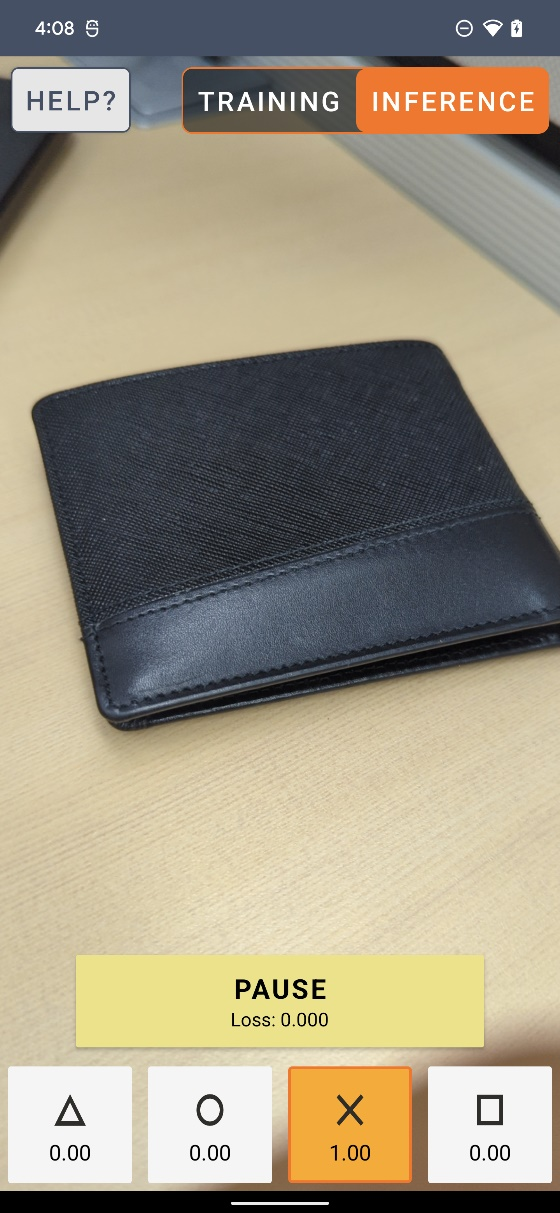 4:08
HELP?
TRAINING
INFERENCE
PAUSE
Loss: 0.000
0.00
0.00
1.00
0.00